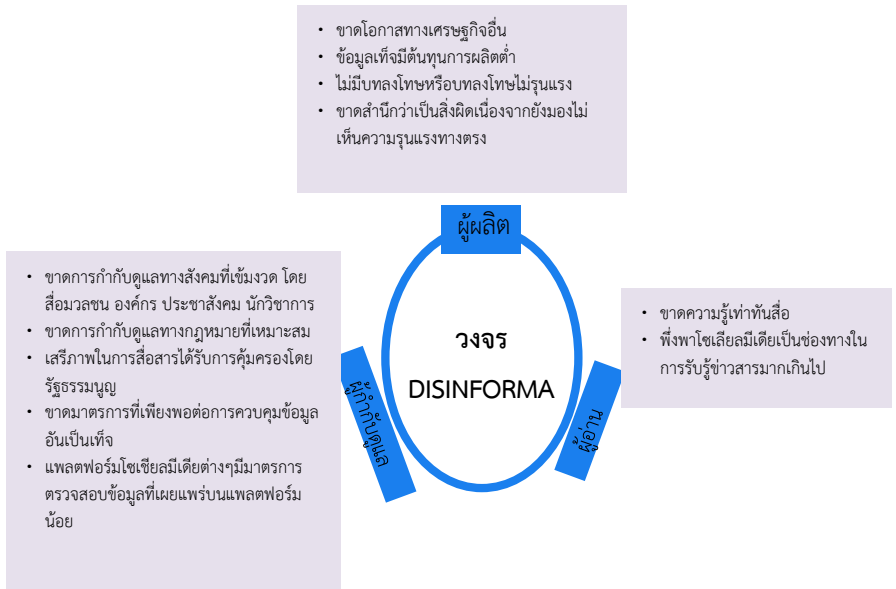 • ขาดโอกาสทางเศรษฐกิจอื่น
• ข้อมูลเท็จมีต้นทุนการผลิตต่ำ
• ไม่มีบทลงโทษหรือบทลงโทษไม่รุนแรง
• ขาดสำนึกว่าเป็นสิ่งผิดเนื่องจากยังมองไม่
เห็นความรุนแรงทางตรง
ผู้ผลิต
• ขาดการกำกับดูแลทางสังคมที่เข้มงวด โดย
สื่อมวลชน องค์กร ประชาสังคม นักวิชาการ
• ขาดการกำกับดูแลทางกฎหมายที่เหมาะสม
• เสรีภาพในการสื่อสารได้รับการคุ้มครองโดย
รัฐธรรมนูญ
• ขาดมาตรการที่เพียงพอต่อการควบคุมข้อมูล
อันเป็นเท็จ
• แพลตฟอร์มโซเชียลมีเดียต่างๆมีมาตรการ
ตรวจสอบข้อมูลที่เผยแพร่บนแพลตฟอร์ม
น้อย
ผู้กำกับดูแล
วงจร
DISINFORMA
ผู้อ่าน
• ขาดความรู้เท่าทันสื่อ
• พึ่งพาโซเลียลมีเดียเป็นช่องทางใน
การรับรู้ข่าวสารมากเกินไป